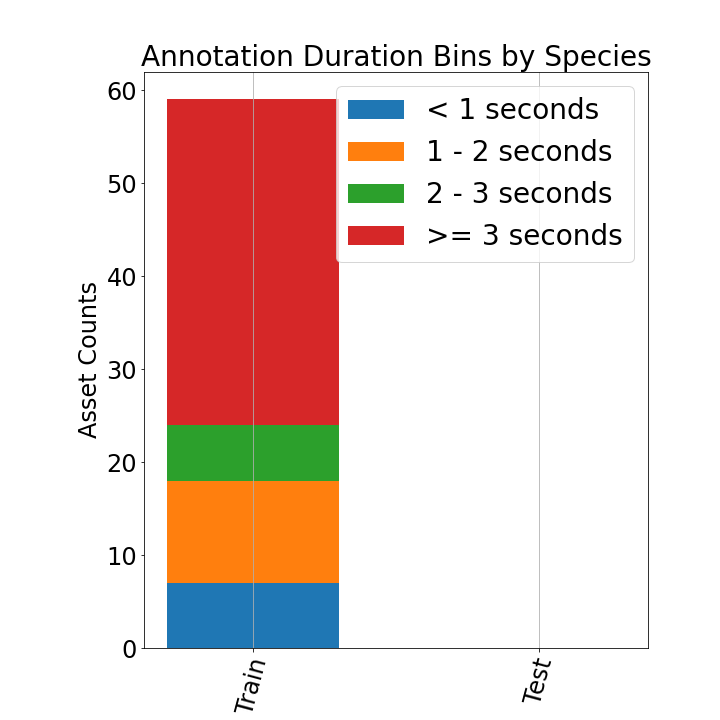 Annotation Duration Bins by Species
60
50
40
30
20
10
0
Asset Counts
< 1 seconds
1 - 2 seconds
2 - 3 seconds
>= 3 seconds
Train
Test